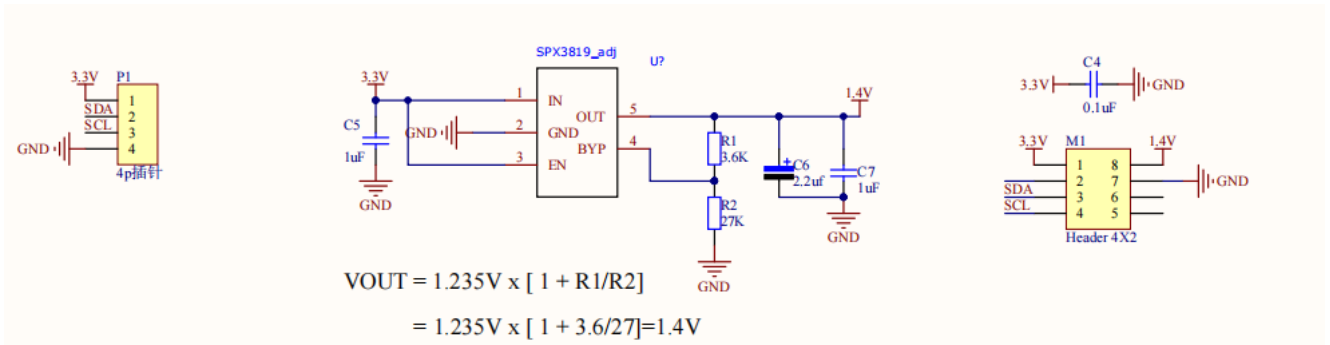 3.3V
P1
1
SDA
2
SCL
3
GND
4
4p插针
3.3V
C5
1uF
GND
GND
SPX3819_adj
U?
1
IN
2
GND
3
EN
OUT
5
BYP
4
R1
3.6K
R2
27K
GND
1.4V
C6
+
2.2uf
C7
1uF
GND
VOUT = 1.235V x [ 1 + R1/R2]
= 1.235V x [ 1 + 3.6/27]=1.4V
C4
3.3V
GND
0.1uF
3.3V
M1
1.4V
1 8
2 7
GND
SDA
3 6
SCL
4 5
Header 4X2